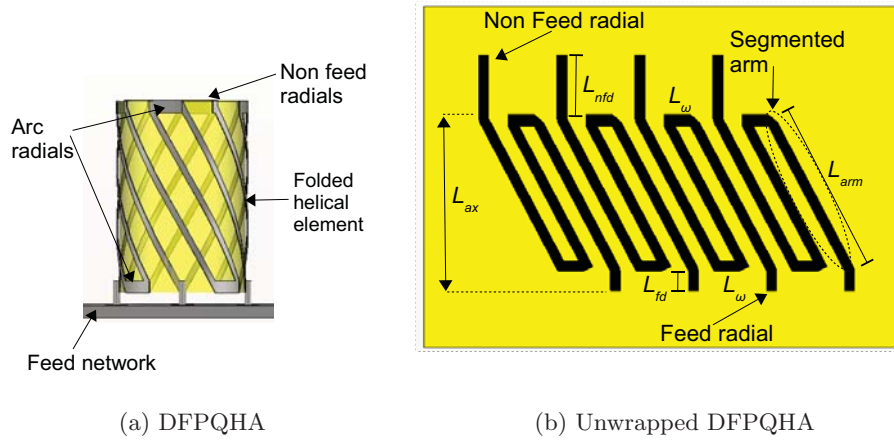 Non feed
radials
Arc
radials
Folded
helical
element
Feed network
(a) DFPQHA
Non Feed radial
Segmented
arm
L_nfd
L_ω
L_ax
L_arm
L_fd
L_ω
Feed radial
(b) Unwrapped DFPQHA